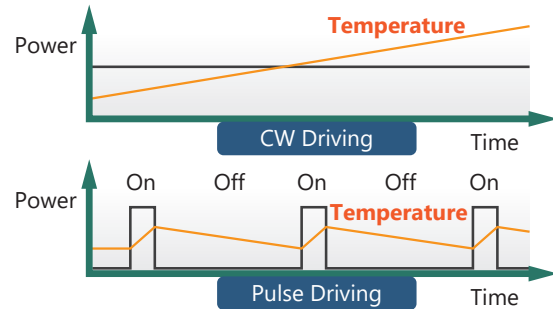 Temperature
Power
CW Driving
Time
On Off On Off On
Power
Temperature
Pulse Driving
Time